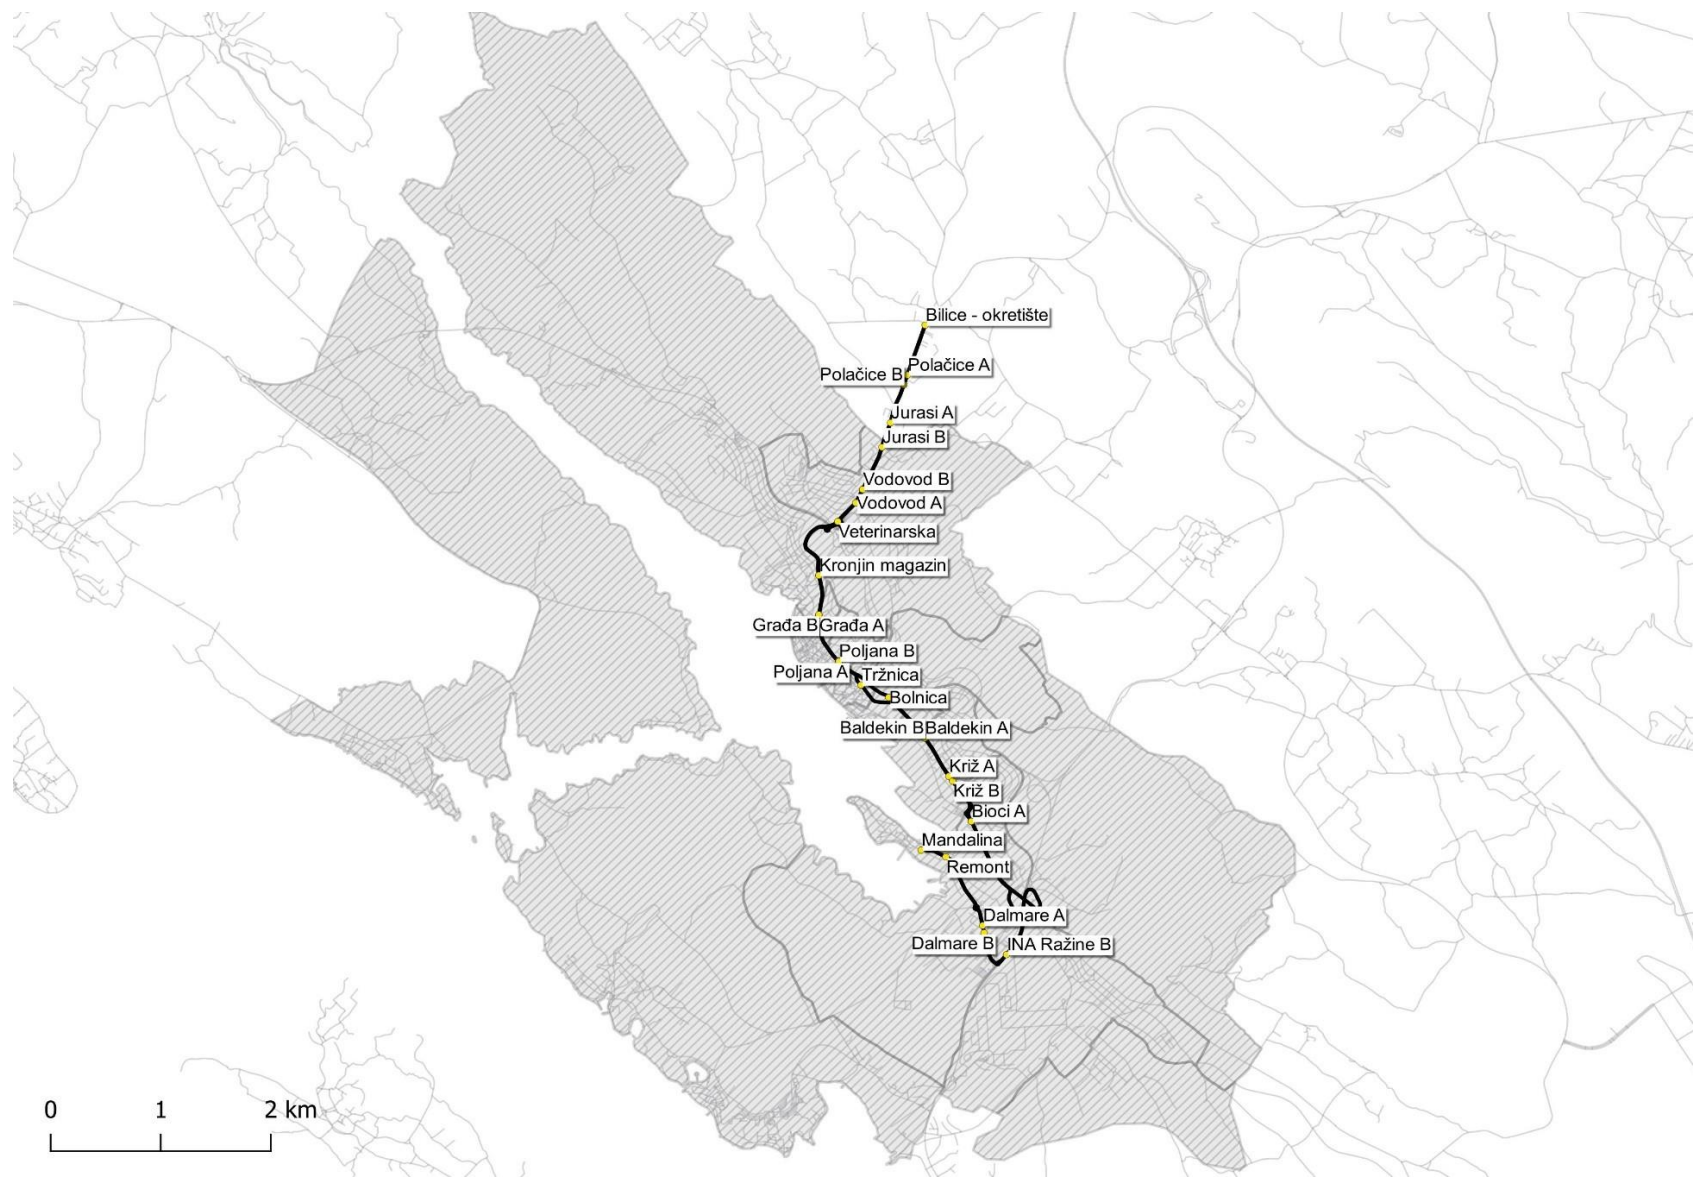 Bilice - okretište
Polačice A
Polačice B
Jurasi A
Jurasi B
Vodovod B
Vodovod A
Veterinarska
Kronjin magazin
Građa B
Građa A
Poljana B
Poljana A
Tržnica
Bolnica
Baldekin B
Baldekin A
Križ A
Križ B
Bioci A
Mandalina
Remont
Dalmare A
Dalmare B
INA Ražine B
0 1 2 km